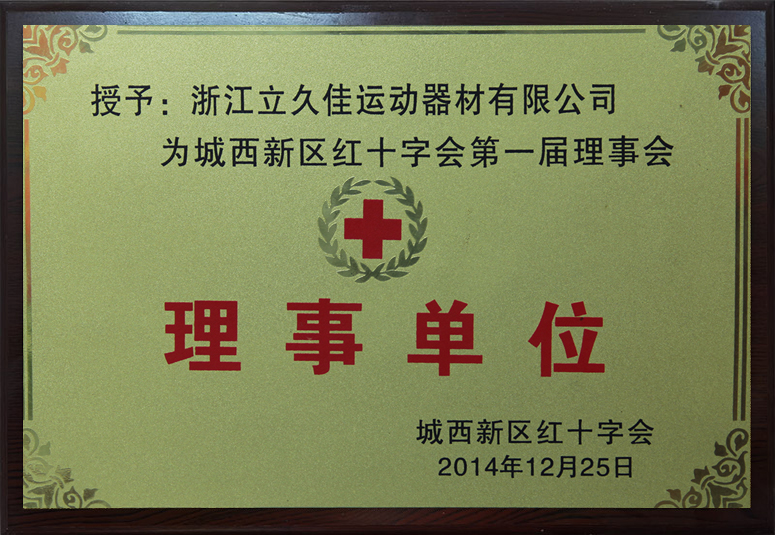 授予：浙江立久佳运动器材有限公司
为城西新区红十字会第一届理事会
理事单位
城西新区红十字会
2014年12月25日